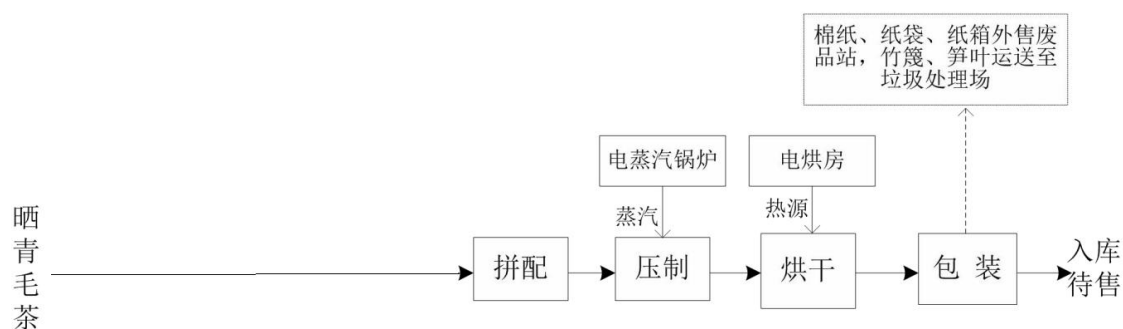 棉纸、纸袋、纸箱外售废
品站，竹篾、笋叶运送至
垃圾处理场
电蒸汽锅炉
电烘房
蒸汽
热源
晒
青
毛
茶
拼配
压制
烘干
包 装
入库
待售